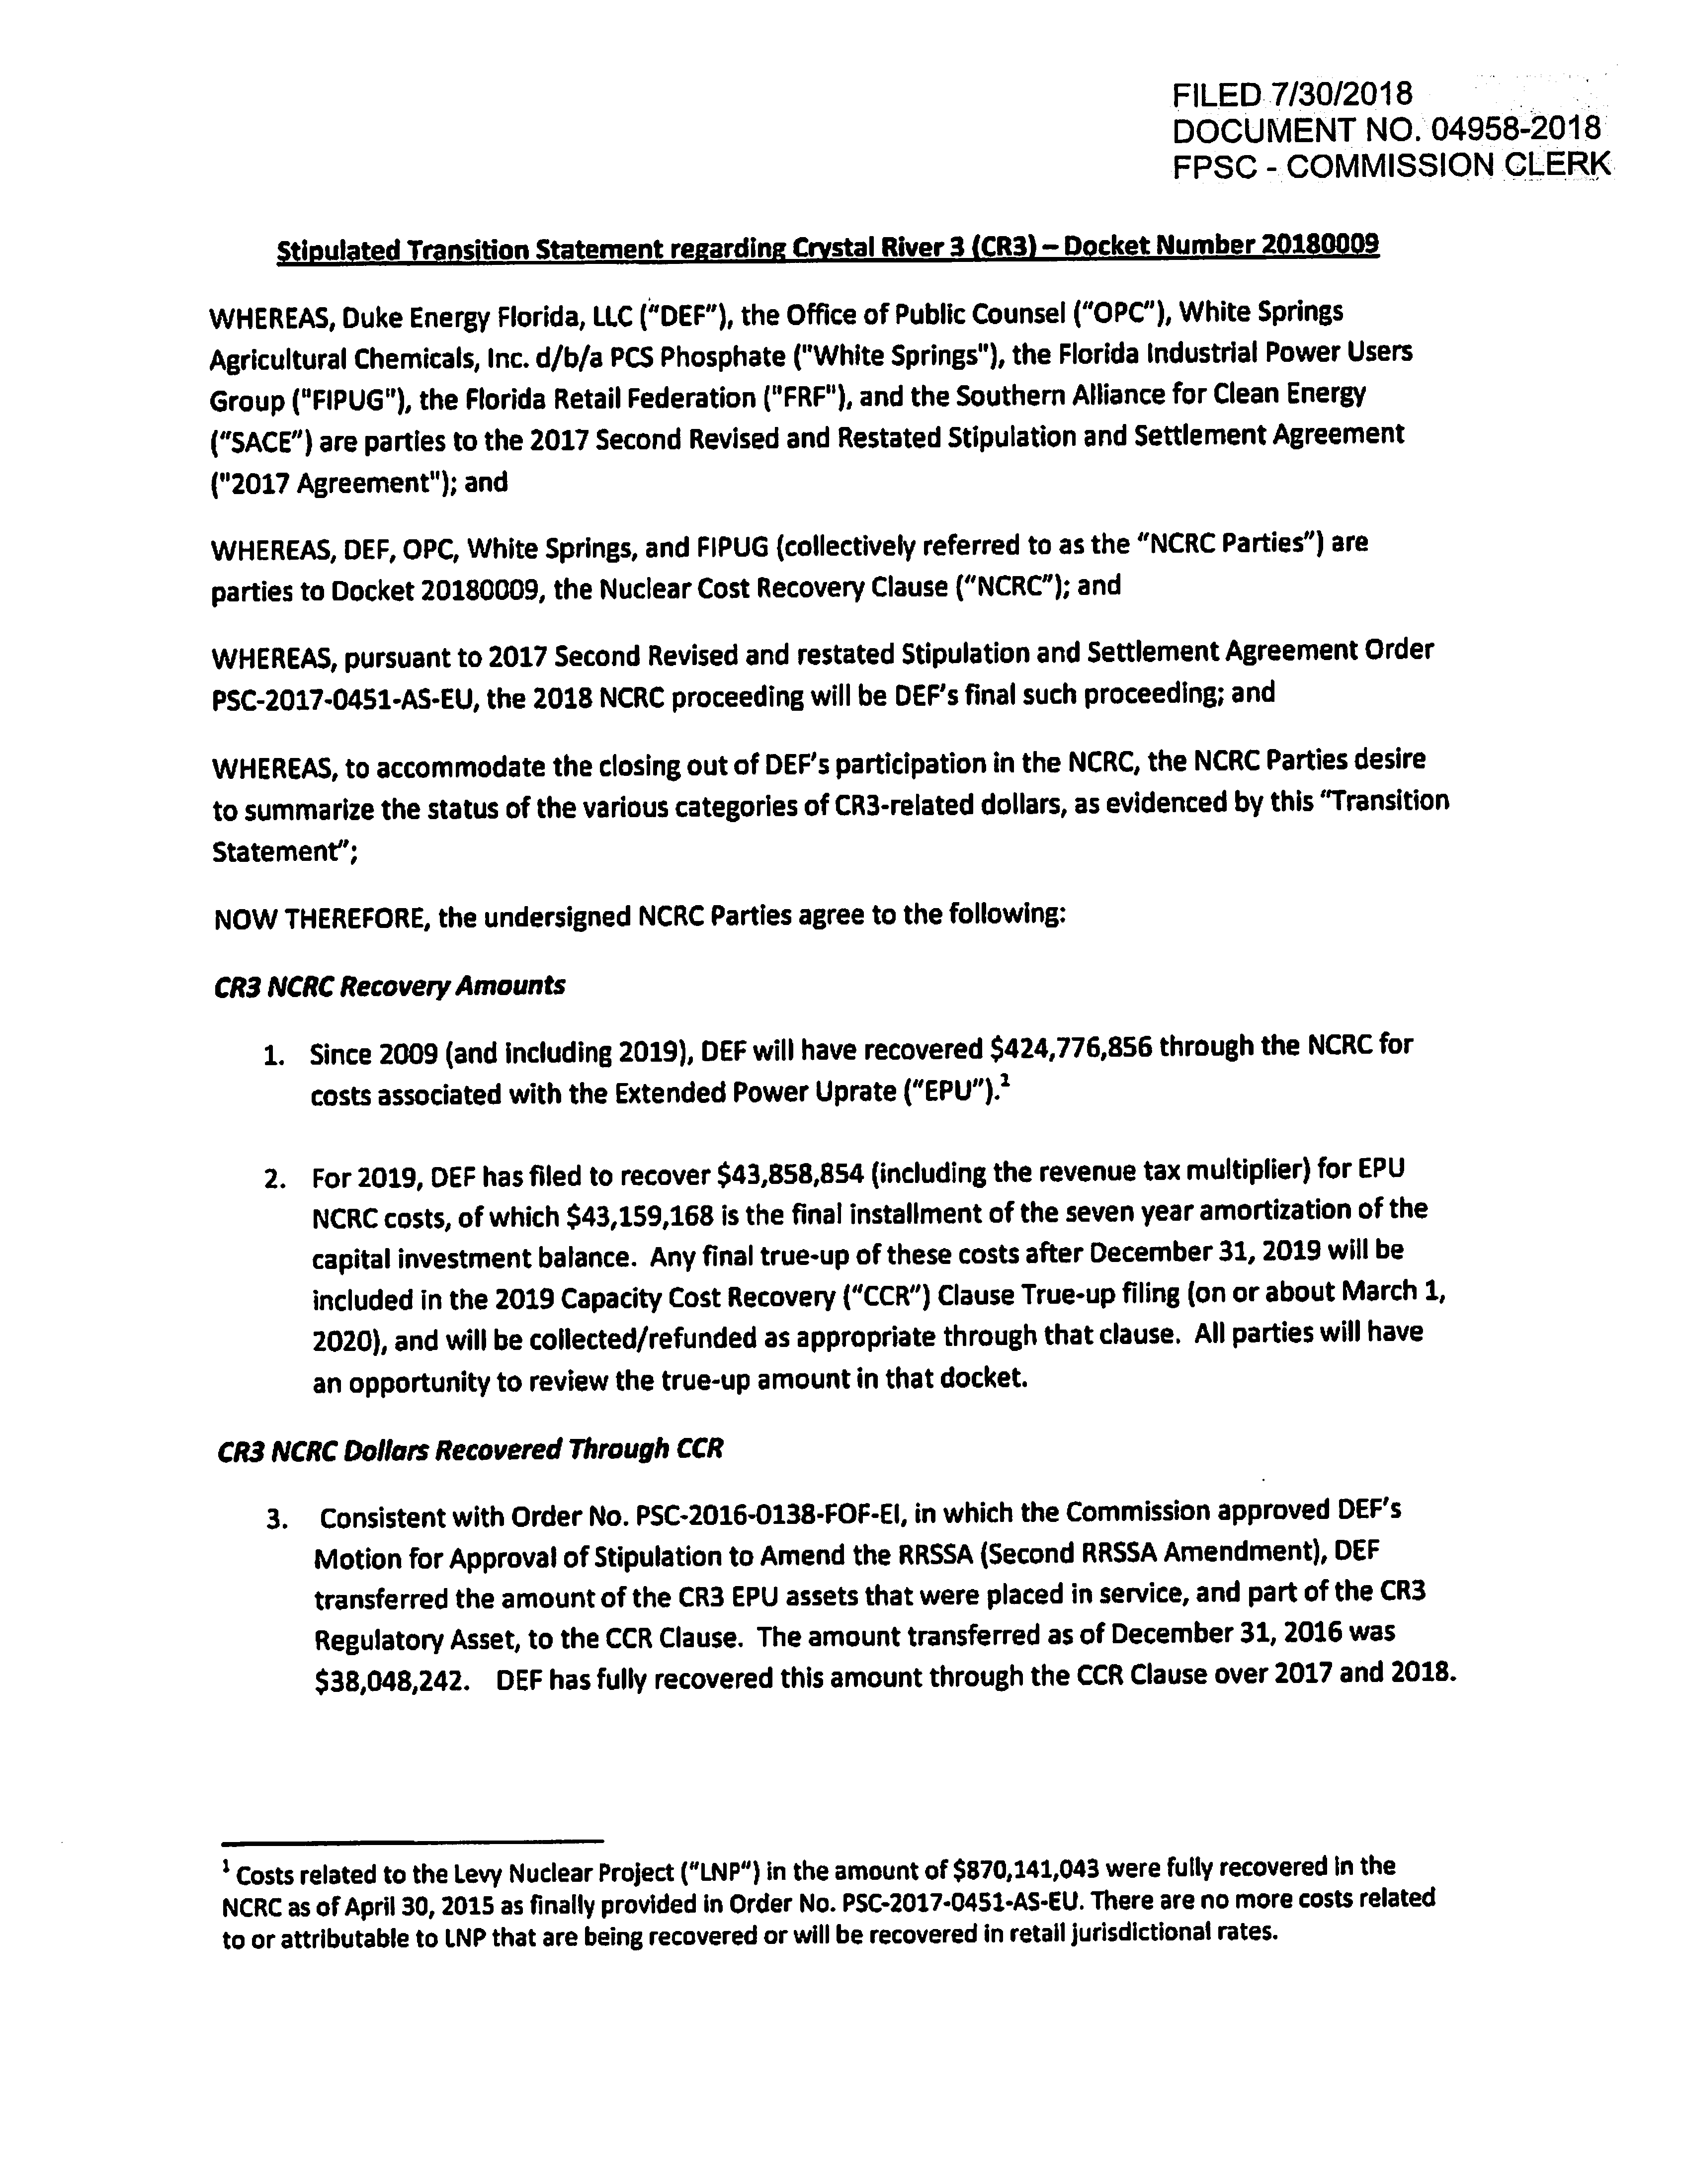 FILED 7/30/2018
DOCUMENT NO. 04958-2018
FPSC - COMMISSION CLERK
Stipulated Transition Statement regarding Crystal River 3 (CR3) – Docket Number 20180009
WHEREAS, Duke Energy Florida, LLC (“DEF”), the Office of Public Counsel (“OPC”), White Springs
Agricultural Chemicals, Inc. d/b/a PCS Phosphate ("White Springs"), the Florida Industrial Power Users
Group ("FIPUG"), the Florida Retail Federation ("FRF"), and the Southern Alliance for Clean Energy
(“SACE”) are parties to the 2017 Second Revised and Restated Stipulation and Settlement Agreement
("2017 Agreement"); and
WHEREAS, DEF, OPC, White Springs, and FIPUG (collectively referred to as the “NCRC Parties”) are
parties to Docket 20180009, the Nuclear Cost Recovery Clause (“NCRC”); and
WHEREAS, pursuant to 2017 Second Revised and restated Stipulation and Settlement Agreement Order
PSC-2017-0451-AS-EU, the 2018 NCRC proceeding will be DEF’s final such proceeding; and
WHEREAS, to accommodate the closing out of DEF’s participation in the NCRC, the NCRC Parties desire
to summarize the status of the various categories of CR3-related dollars, as evidenced by this “Transition
Statement”;
NOW THEREFORE, the undersigned NCRC Parties agree to the following:
CR3 NCRC Recovery Amounts
1. Since 2009 (and including 2019), DEF will have recovered $424,776,856 through the NCRC for
costs associated with the Extended Power Uprate (“EPU”).1
2. For 2019, DEF has filed to recover $43,858,854 (including the revenue tax multiplier) for EPU
NCRC costs, of which $43,159,168 is the final installment of the seven year amortization of the
capital investment balance. Any final true-up of these costs after December 31, 2019 will be
included in the 2019 Capacity Cost Recovery (“CCR”) Clause True-up filing (on or about March 1,
2020), and will be collected/refunded as appropriate through that clause. All parties will have
an opportunity to review the true-up amount in that docket.
CR3 NCRC Dollars Recovered Through CCR
3. Consistent with Order No. PSC-2016-0138-FOF-EI, in which the Commission approved DEF’s
Motion for Approval of Stipulation to Amend the RRSSA (Second RRSSA Amendment), DEF
transferred the amount of the CR3 EPU assets that were placed in service, and part of the CR3
Regulatory Asset, to the CCR Clause. The amount transferred as of December 31, 2016 was
$38,048,242. DEF has fully recovered this amount through the CCR Clause over 2017 and 2018.
1 Costs related to the Levy Nuclear Project (“LNP”) in the amount of $870,141,043 were fully recovered in the
NCRC as of April 30, 2015 as finally provided in Order No. PSC-2017-0451-AS-EU. There are no more costs related
to or attributable to LNP that are being recovered or will be recovered in retail jurisdictional rates.